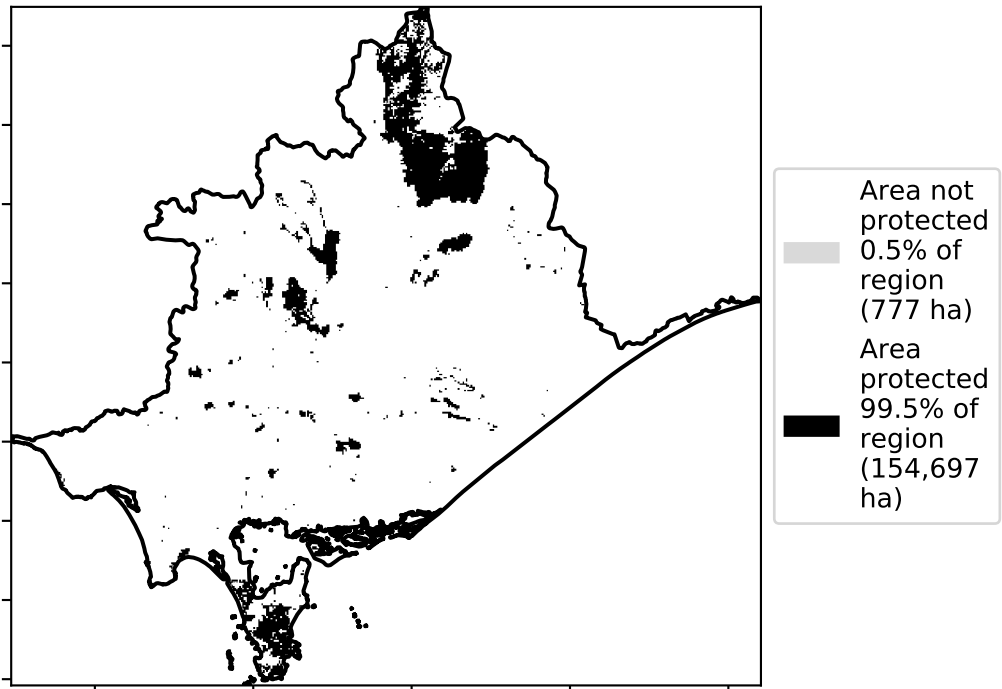 Area not
protected
0.5% of
region
(777 ha)
Area
protected
99.5% of
region
(154,697
ha)